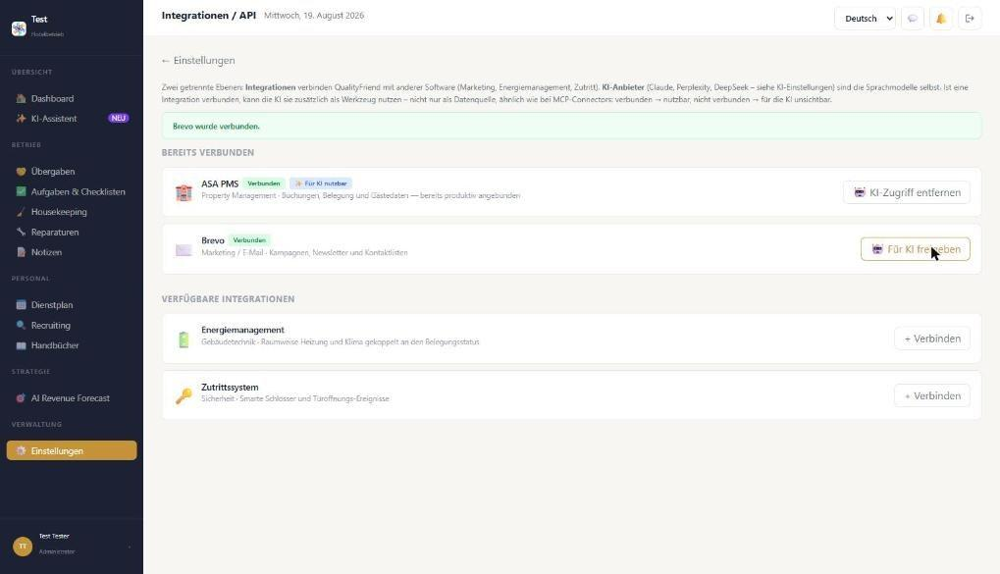 Test
Hotelbetrieb
Integrationen / API
Mittwoch, 19. August 2026
Deutsch
ÜBERSICHT
Dashboard
KI-Assistent
NEU
BETRIEB
Übergaben
Aufgaben & Checklisten
Housekeeping
Reparaturen
Notizen
PERSONAL
Dienstplan
Recruiting
Handbücher
STRATEGIE
AI Revenue Forecast
VERWALTUNG
Einstellungen
TT
Test Tester
Administrator
← Einstellungen
Zwei getrennte Ebenen: Integrationen verbinden QualityFriend mit anderer Software (Marketing, Energiemanagement, Zutritt). KI-Anbieter (Claude, Perplexity, DeepSeek – siehe KI-Einstellungen) sind die Sprachmodelle selbst. Ist eine
Integration verbunden, kann die KI sie zusätzlich als Werkzeug nutzen – nicht nur als Datenquelle, ähnlich wie bei MCP-Connectors: verbunden → nutzbar, nicht verbunden → für die KI unsichtbar.
Brevo wurde verbunden.
BEREITS VERBUNDEN
ASA PMS
Verbunden
Für KI nutzbar
Property Management · Buchungen, Belegung und Gästedaten — bereits produktiv angebunden
KI-Zugriff entfernen
Brevo
Verbunden
Marketing / E-Mail · Kampagnen, Newsletter und Kontaktlisten
Für KI freigeben
VERFÜGBARE INTEGRATIONEN
Energiemanagement
Gebäudetechnik · Raumweise Heizung und Klima gekoppelt an den Belegungsstatus
+ Verbinden
Zutrittssystem
Sicherheit · Smarte Schlösser und Türöffnungs-Ereignisse
+ Verbinden